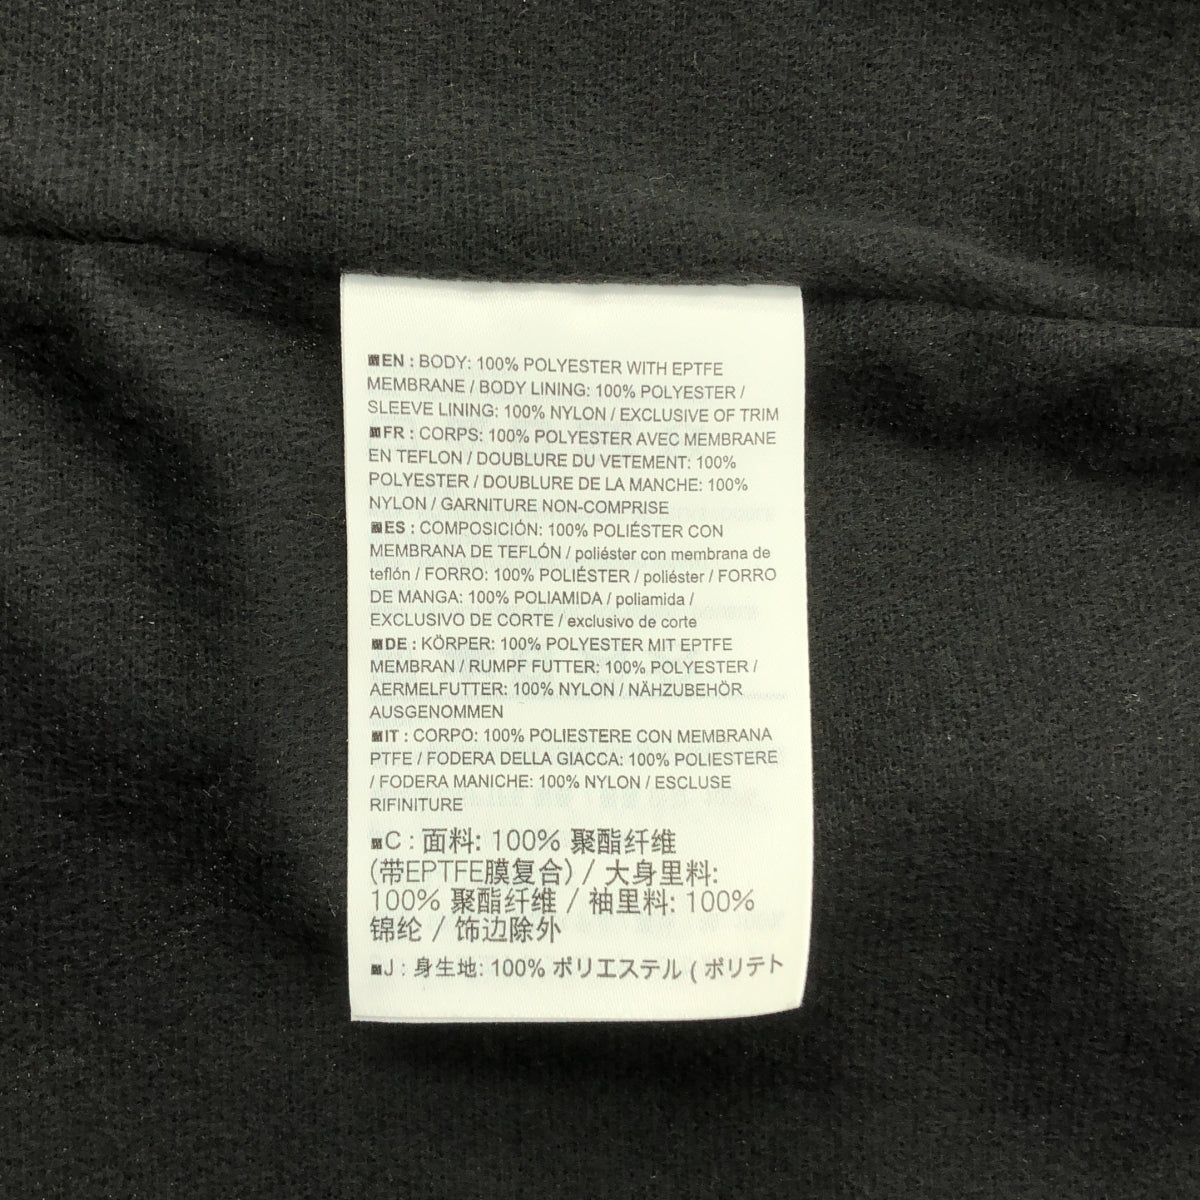 EN : BODY: 100% POLYESTER WITH EPTFE
MEMBRANE / BODY LINING: 100% POLYESTER /
SLEEVE LINING: 100% NYLON / EXCLUSIVE OF TRIM
FR : CORPS: 100% POLYESTER AVEC MEMBRANE
EN TEFLON / DOUBLURE DU VETEMENT: 100%
POLYESTER / DOUBLURE DE LA MANCHE: 100%
NYLON / GARNITURE NON-COMPRISE
ES : COMPOSICIÓN: 100% POLIÉSTER CON
MEMBRANA DE TEFLÓN / poliéster con membrana de
teflón / FORRO: 100% POLIÉSTER / poliéster / FORRO
DE MANGA: 100% POLIAMIDA / poliamida /
EXCLUSIVO DE CORTE / exclusivo de corte
DE : KÖRPER: 100% POLYESTER MIT EPTFE
MEMBRAN / RUMPF FUTTER: 100% POLYESTER /
AERMELFUTTER: 100% NYLON / NÄHZUBEHÖR
AUSGENOMMEN
IT : CORPO: 100% POLIESTERE CON MEMBRANA
PTFE / FODERA DELLA GIACCA: 100% POLIESTERE
/ FODERA MANICHE: 100% NYLON / ESCLUSE
RIFINITURE
C : 面料: 100% 聚酯纤维
(带EPTFE膜复合) / 大身里料:
100% 聚酯纤维 / 袖里料: 100%
锦纶 / 饰边除外
J : 身生地: 100% ポリエステル ( ポリテト